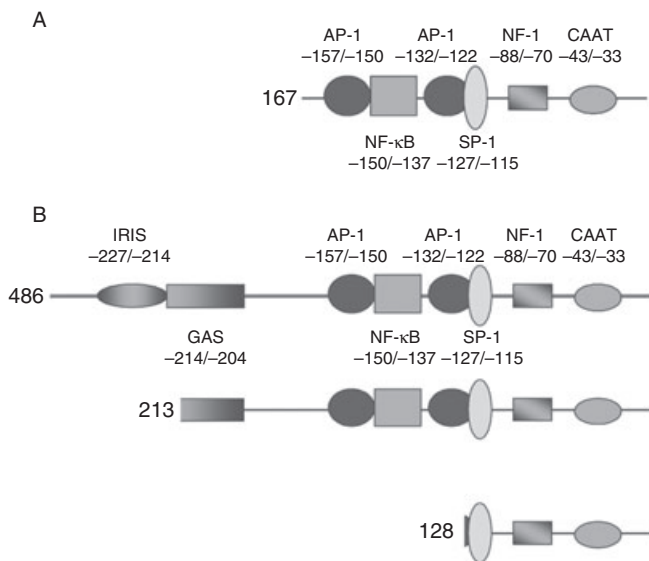 A
AP-1 AP-1 NF-1 CAAT
−157/−150 −132/−122 −88/−70 −43/−33
167
NF-κB SP-1
−150/−137 −127/−115
B
IRIS AP-1 AP-1 NF-1 CAAT
−227/−214 −157/−150 −132/−122 −88/−70 −43/−33
486
GAS NF-κB SP-1
−214/−204 −150/−137 −127/−115
213
128